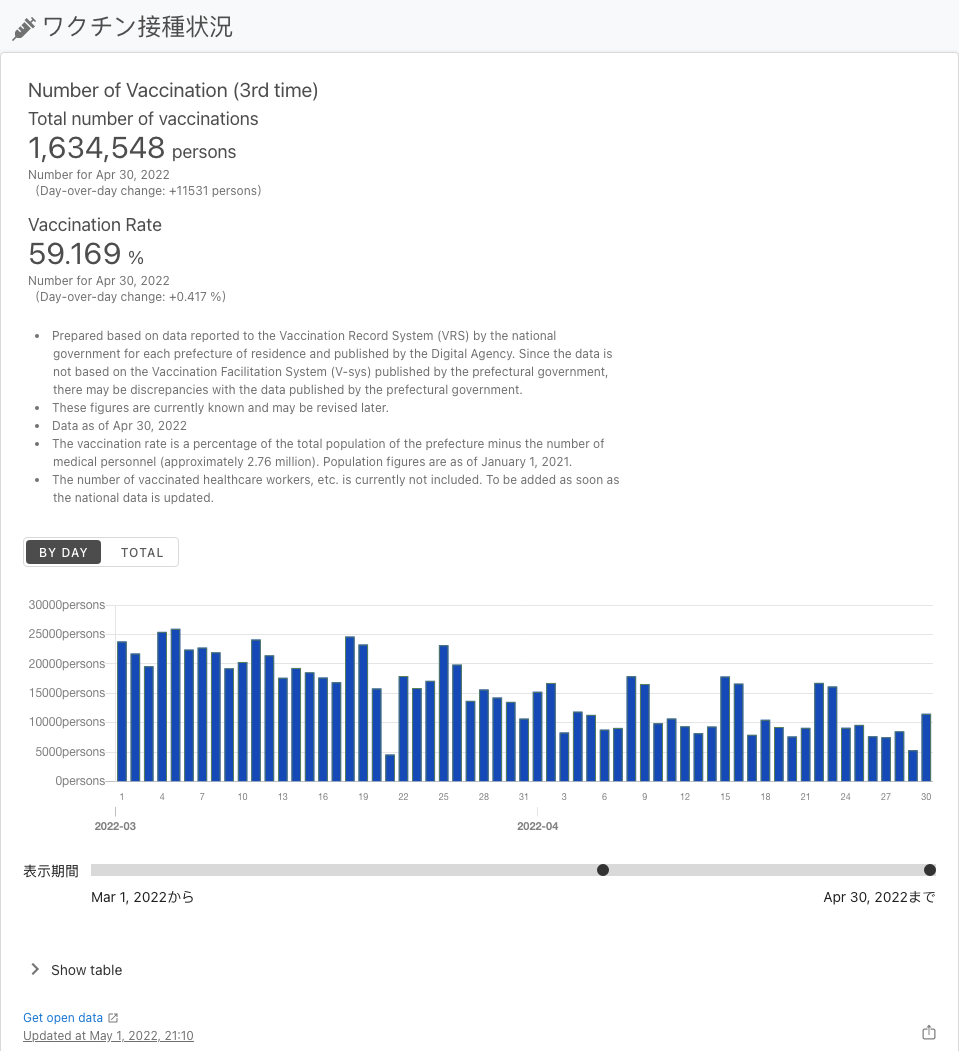 ワクチン接種状況
Number of Vaccination (3rd time)
Total number of vaccinations
1,634,548 persons
Number for Apr 30, 2022
(Day-over-day change: +11531 persons)
Vaccination Rate
59.169 %
Number for Apr 30, 2022
(Day-over-day change: +0.417 %)
• Prepared based on data reported to the Vaccination Record System (VRS) by the national
government for each prefecture of residence and published by the Digital Agency. Since the data is
not based on the Vaccination Facilitation System (V-sys) published by the prefectural government,
there may be discrepancies with the data published by the prefectural government.
• These figures are currently known and may be revised later.
• Data as of Apr 30, 2022
• The vaccination rate is a percentage of the total population of the prefecture minus the number of
medical personnel (approximately 2.76 million). Population figures are as of January 1, 2021.
• The number of vaccinated healthcare workers, etc. is currently not included. To be added as soon as
the national data is updated.
BY DAY TOTAL
30000persons
25000persons
20000persons
15000persons
10000persons
5000persons
0persons
1 4 7 10 13 16 19 22 25 28 31 3 6 9 12 15 18 21 24 27 30
2022-03 2022-04
表示期間
Mar 1, 2022から Apr 30, 2022まで
Show table
Get open data
Updated at May 1, 2022, 21:10